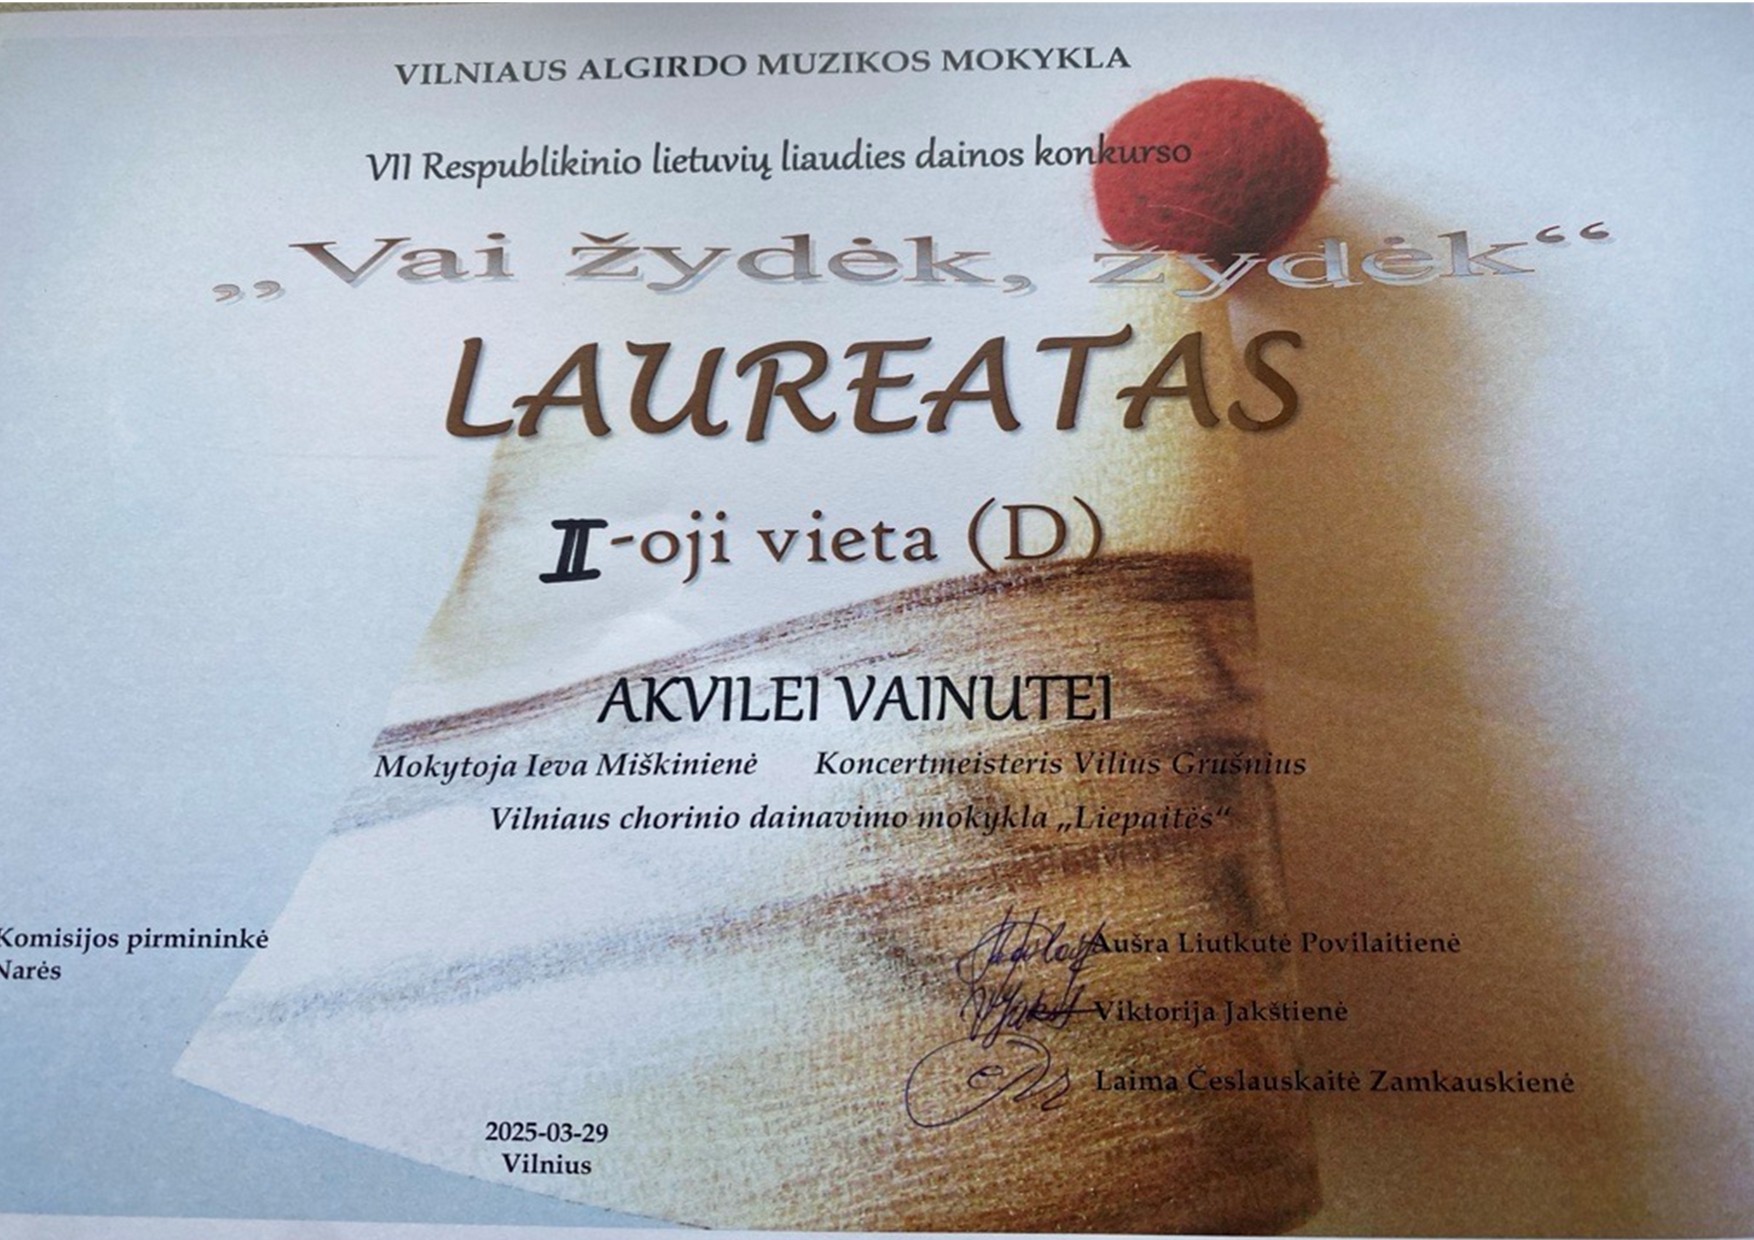 VILNIAUS ALGIRDO MUZIKOS MOKYKLA
VII Respublikinio lietuvių liaudies dainos konkurso
„Vai žydėk, žydėk“
LAUREATAS
II-oji vieta (D)
AKVILEI VAINUTEI
Mokytoja Ieva Miškinienė Koncertmeisteris Vilius Grušnius
Vilniaus chorinio dainavimo mokykla „Liepaitės“
Komisijos pirmininkė Aušra Liutkutė Povilaitienė
Narės
Viktorija Jakštienė
Laima Česlauskaitė Zamkauskienė
2025-03-29
Vilnius